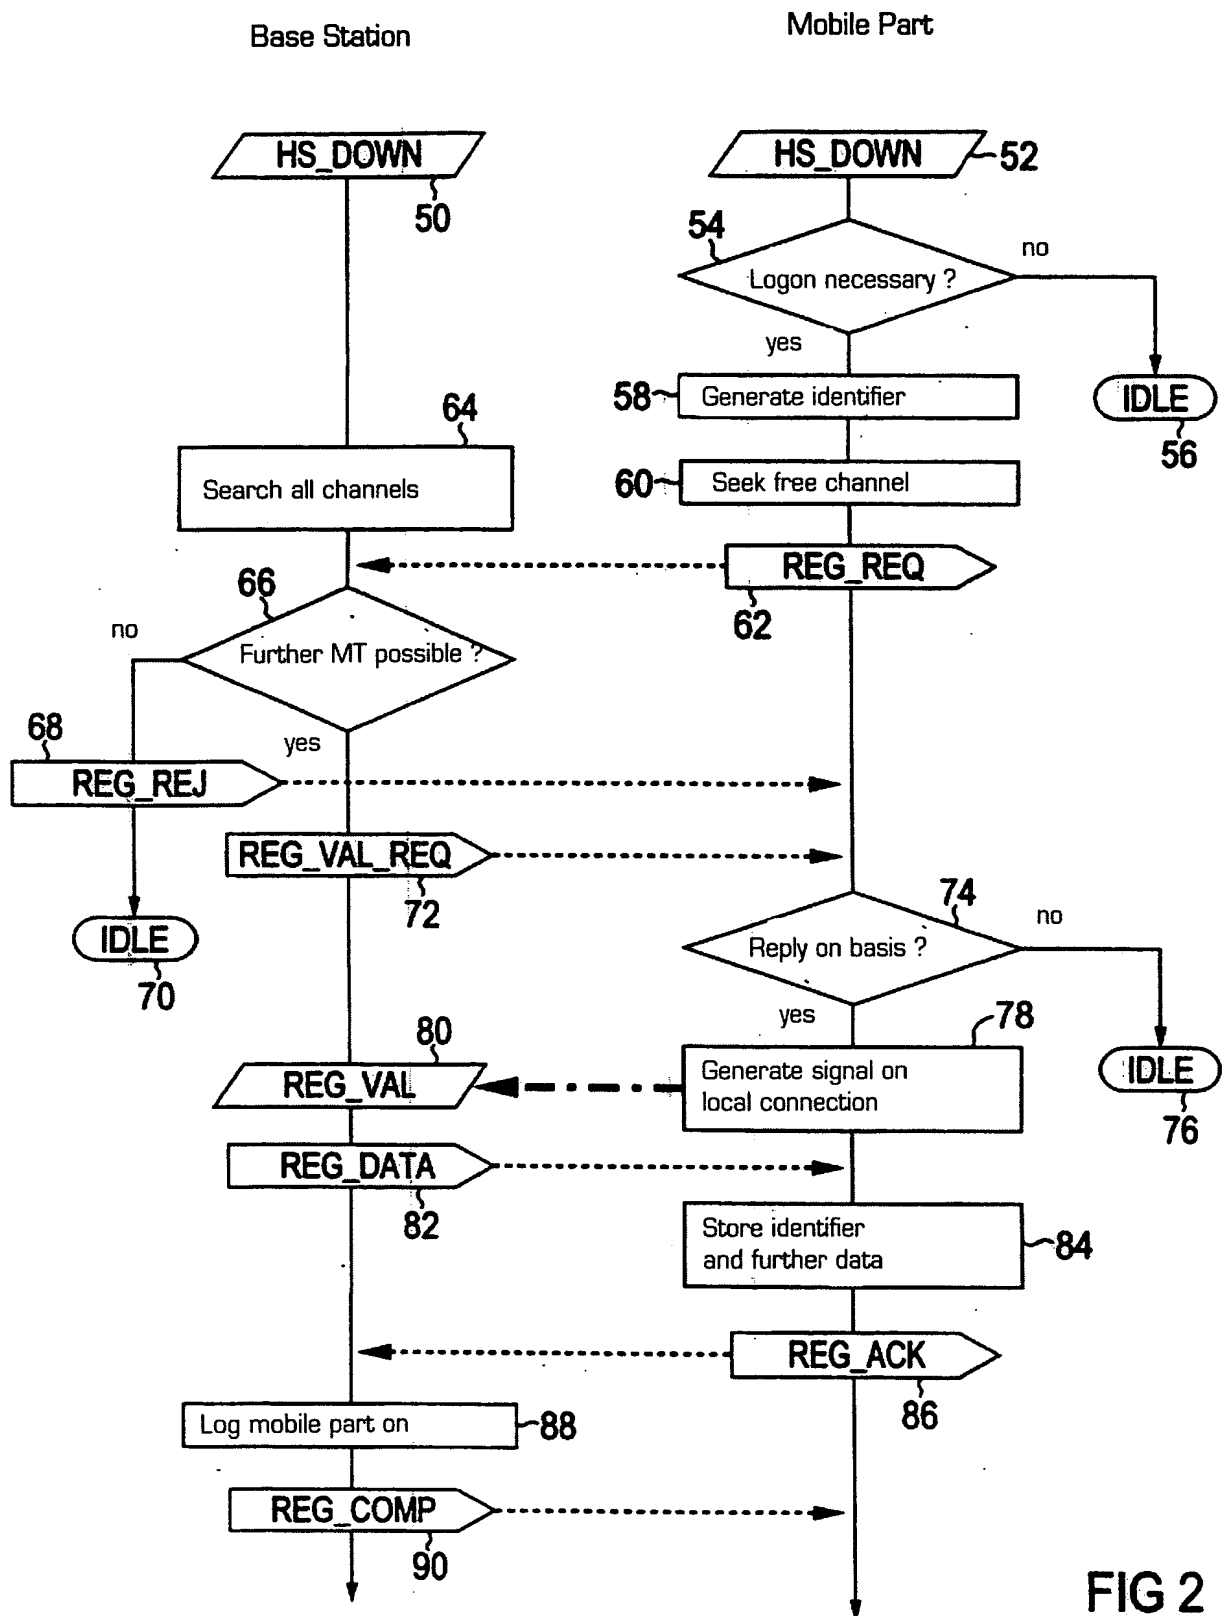 Base Station
Mobile Part
HS_DOWN
50
HS_DOWN
52
54
Logon necessary ?
no
yes
58
Generate identifier
IDLE
56
64
Search all channels
60
Seek free channel
REG_REQ
62
66
no
Further MT possible ?
68
yes
REG_REJ
REG_VAL_REQ
72
74
no
IDLE
70
Reply on basis ?
yes
78
80
REG_VAL
Generate signal on
local connection
IDLE
76
REG_DATA
82
Store identifier
and further data
84
REG_ACK
86
Log mobile part on
88
REG_COMP
90
FIG 2